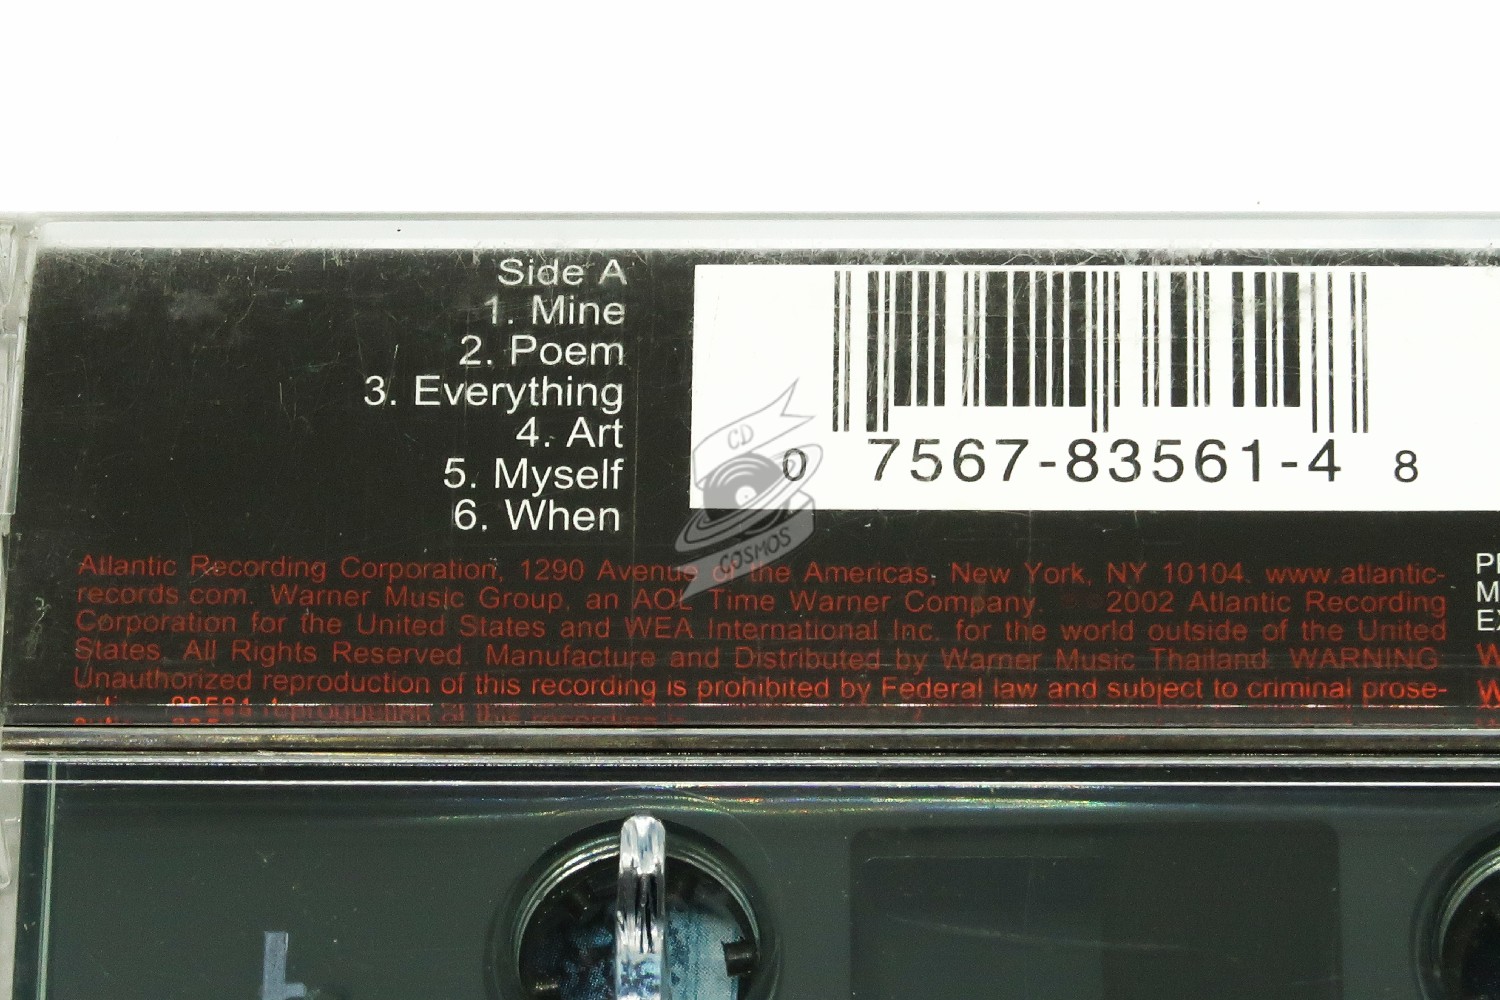 Side A
1. Mine
2. Poem
3. Everything
4. Art
5. Myself
6. When
0 7567-83561-4 8
CD
COSMOS
Atlantic Recording Corporation, 1290 Avenue of the Americas, New York, NY 10104. www.atlantic-
records.com. Warner Music Group, an AOL Time Warner Company. 2002 Atlantic Recording
Corporation for the United States and WEA International Inc. for the world outside of the United
States. All Rights Reserved. Manufacture and Distributed by Warner Music Thailand. WARNING:
Unauthorized reproduction of this recording is prohibited by Federal law and subject to criminal prose-